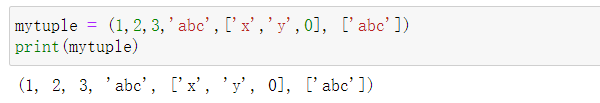 mytuple = (1,2,3,'abc',['x','y',0], ['abc'])
print(mytuple)
(1, 2, 3, 'abc', ['x', 'y', 0], ['abc'])